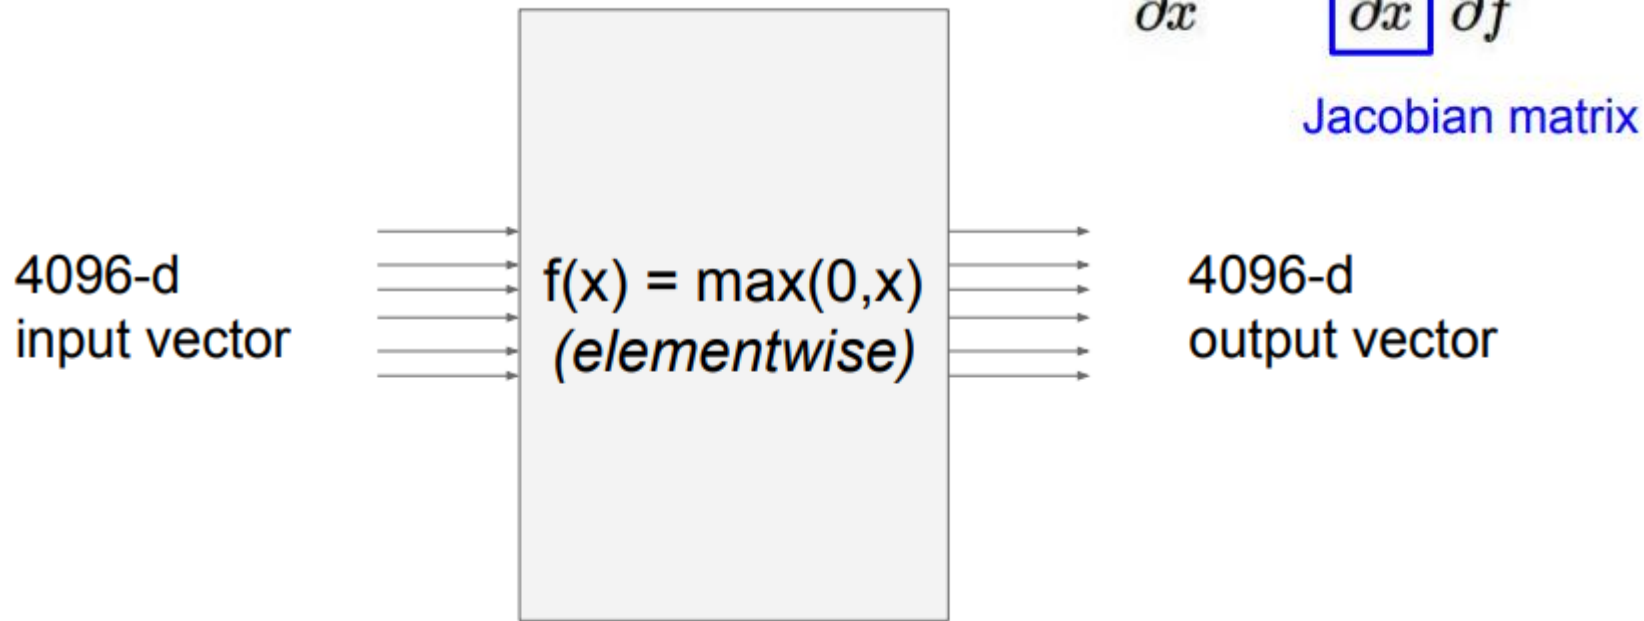 ∂x ∂x ∂f
Jacobian matrix
4096-d
input vector
f(x) = max(0,x)
(elementwise)
4096-d
output vector